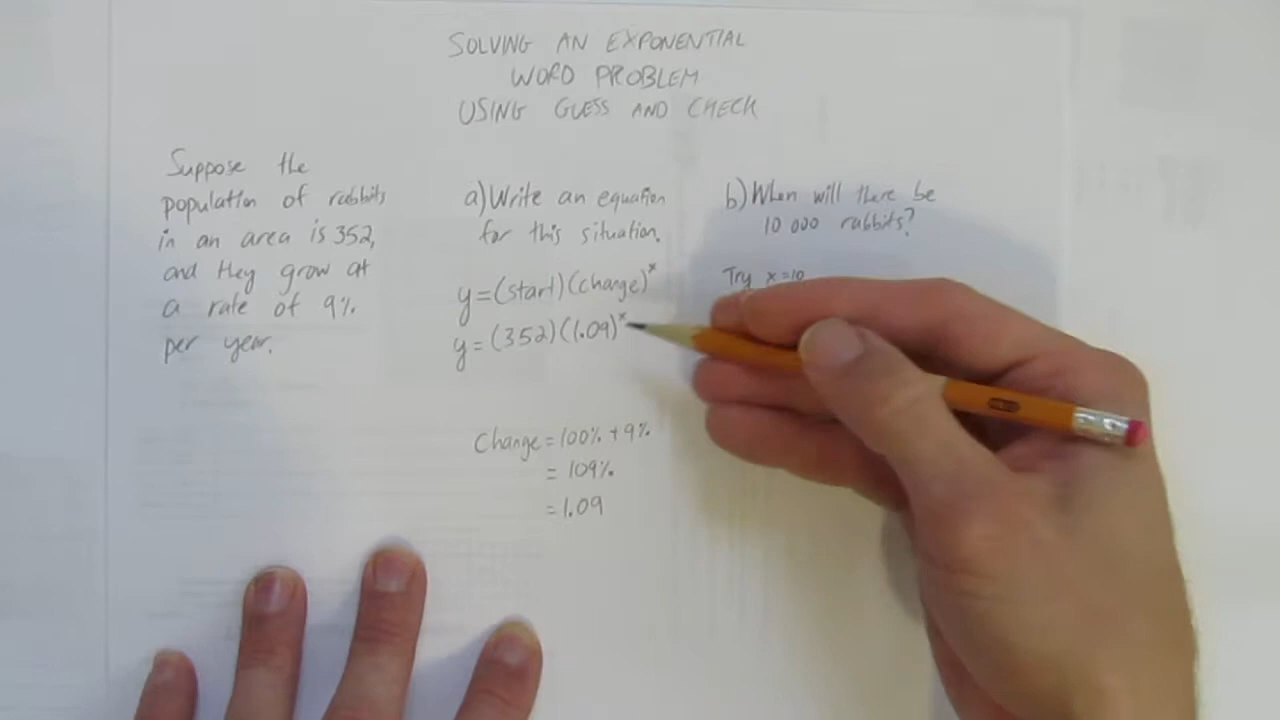 SOLVING AN EXPONENTIAL
WORD PROBLEM
USING GUESS AND CHECK
Suppose the
population of rabbits
in an area is 352,
and they grow at
a rate of 9%
per year.
a) Write an equation
for this situation.
y = (start)(change)^x
y = (352)(1.09)^x
Change = 100% + 9%
= 109%
= 1.09
b) When will there be
10 000 rabbits?
Try x = 10